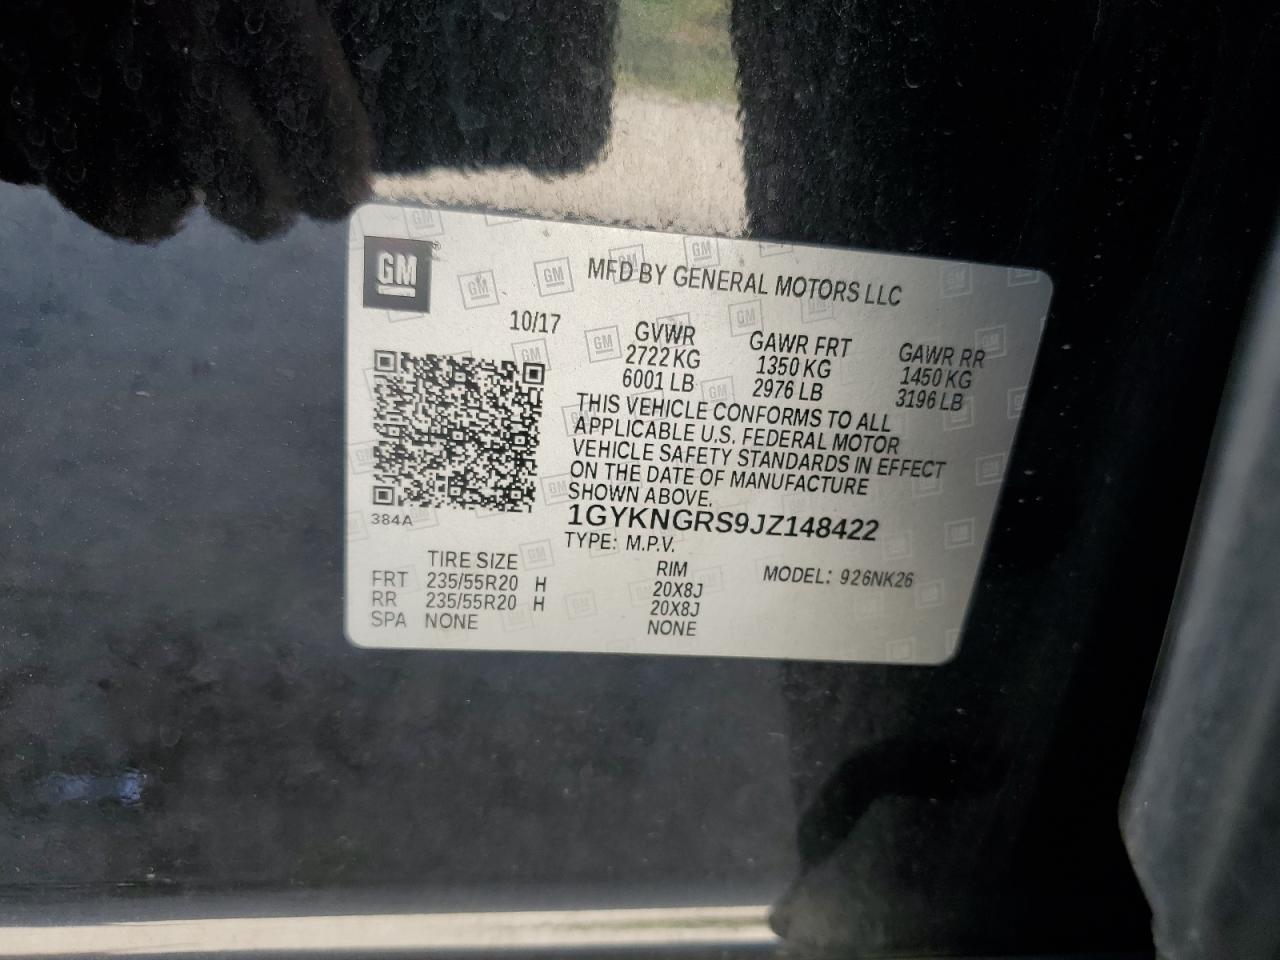 GM
MFD BY GENERAL MOTORS LLC
10/17
GVWR GAWR FRT GAWR RR
2722 KG 1350 KG 1450 KG
6001 LB 2976 LB 3196 LB
THIS VEHICLE CONFORMS TO ALL
APPLICABLE U.S. FEDERAL MOTOR
VEHICLE SAFETY STANDARDS IN EFFECT
ON THE DATE OF MANUFACTURE
SHOWN ABOVE.
384A
1GYKNGRS9JZ148422
TYPE: M.P.V.
TIRE SIZE RIM MODEL: 926NK26
FRT 235/55R20 H 20X8J
RR 235/55R20 H 20X8J
SPA NONE NONE